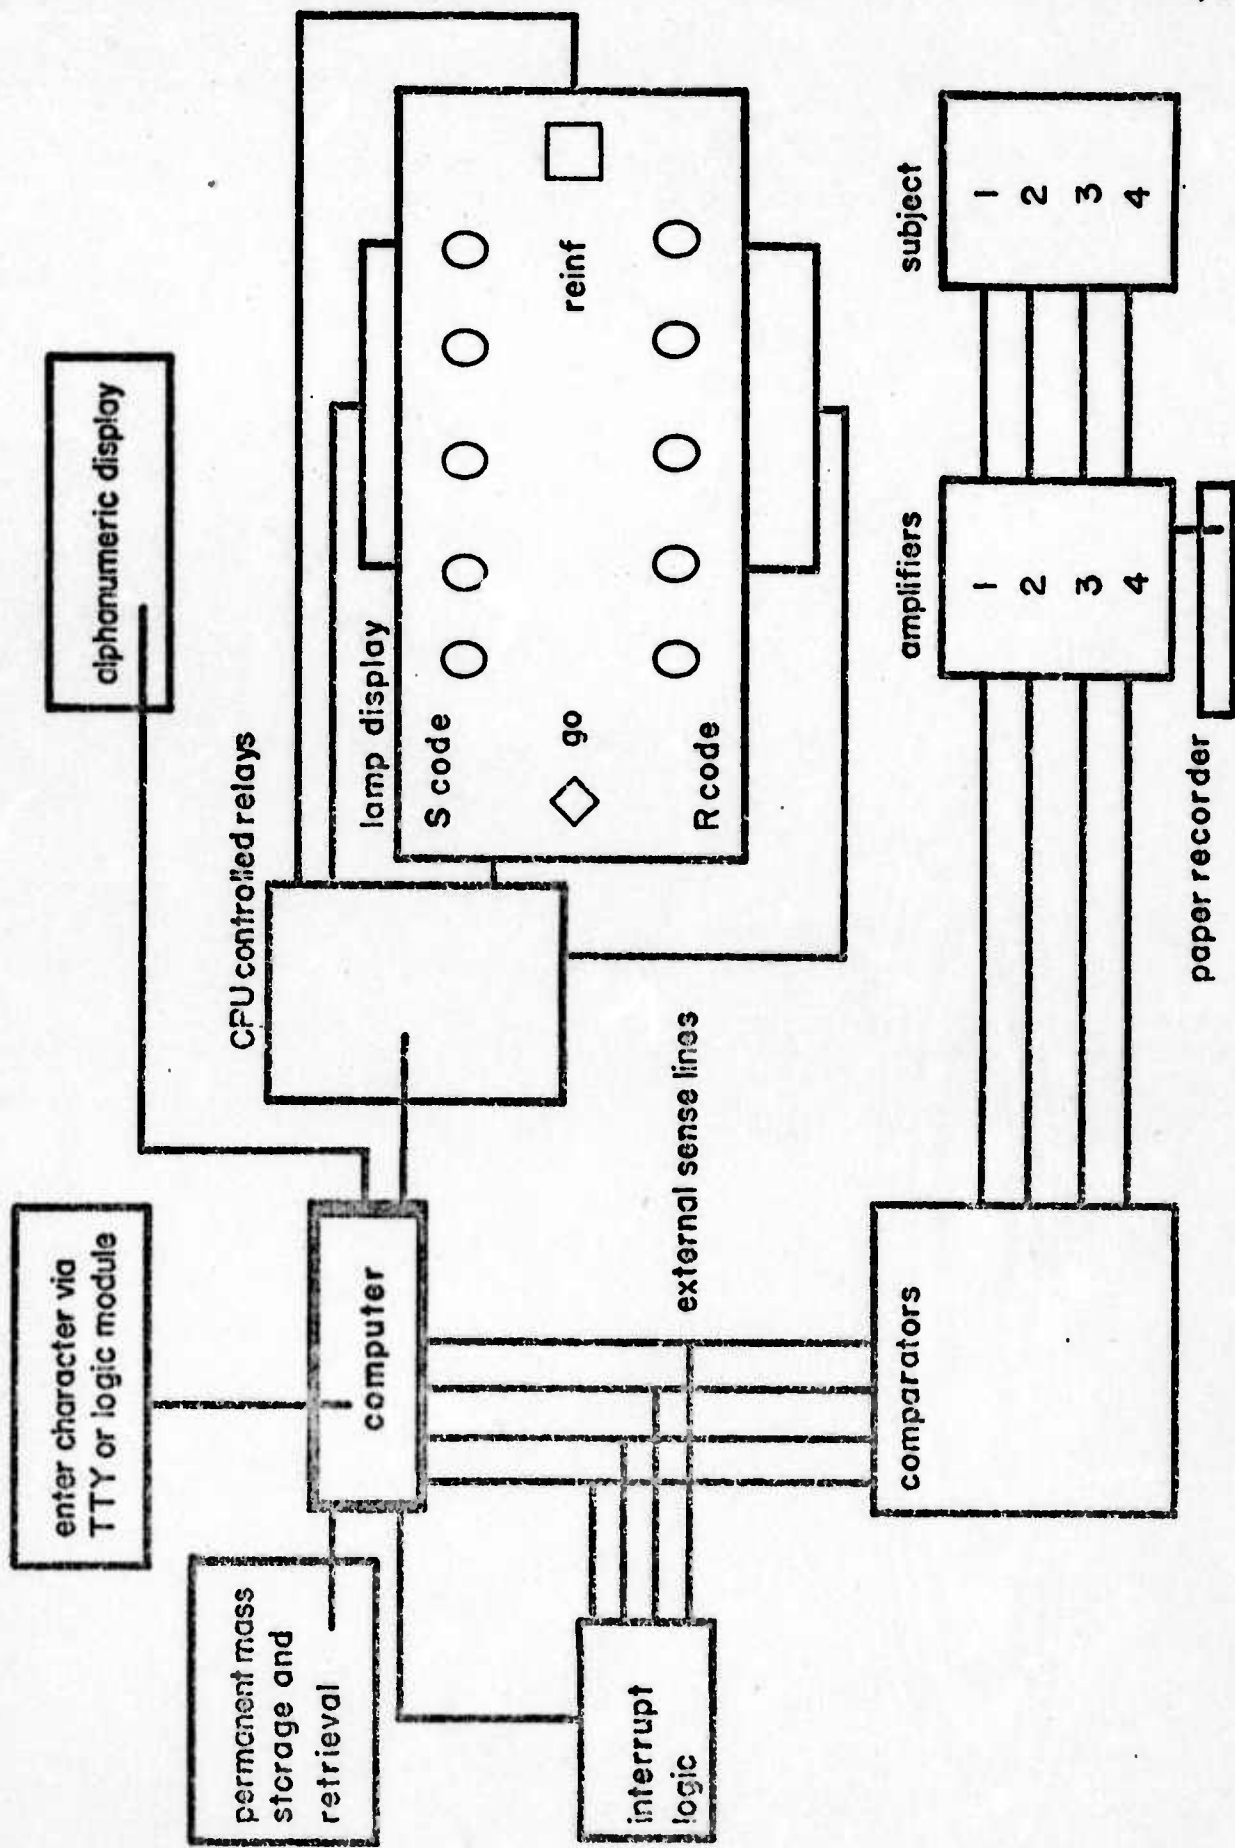 enter character via
TTY or logic module
alphanumeric display
permanent mass
storage and
retrieval
computer
CPU controlled relays
lamp display
S code
go
reinf
R code
interrupt
logic
external sense lines
comparators
amplifiers
1
2
3
4
subject
1
2
3
4
paper recorder